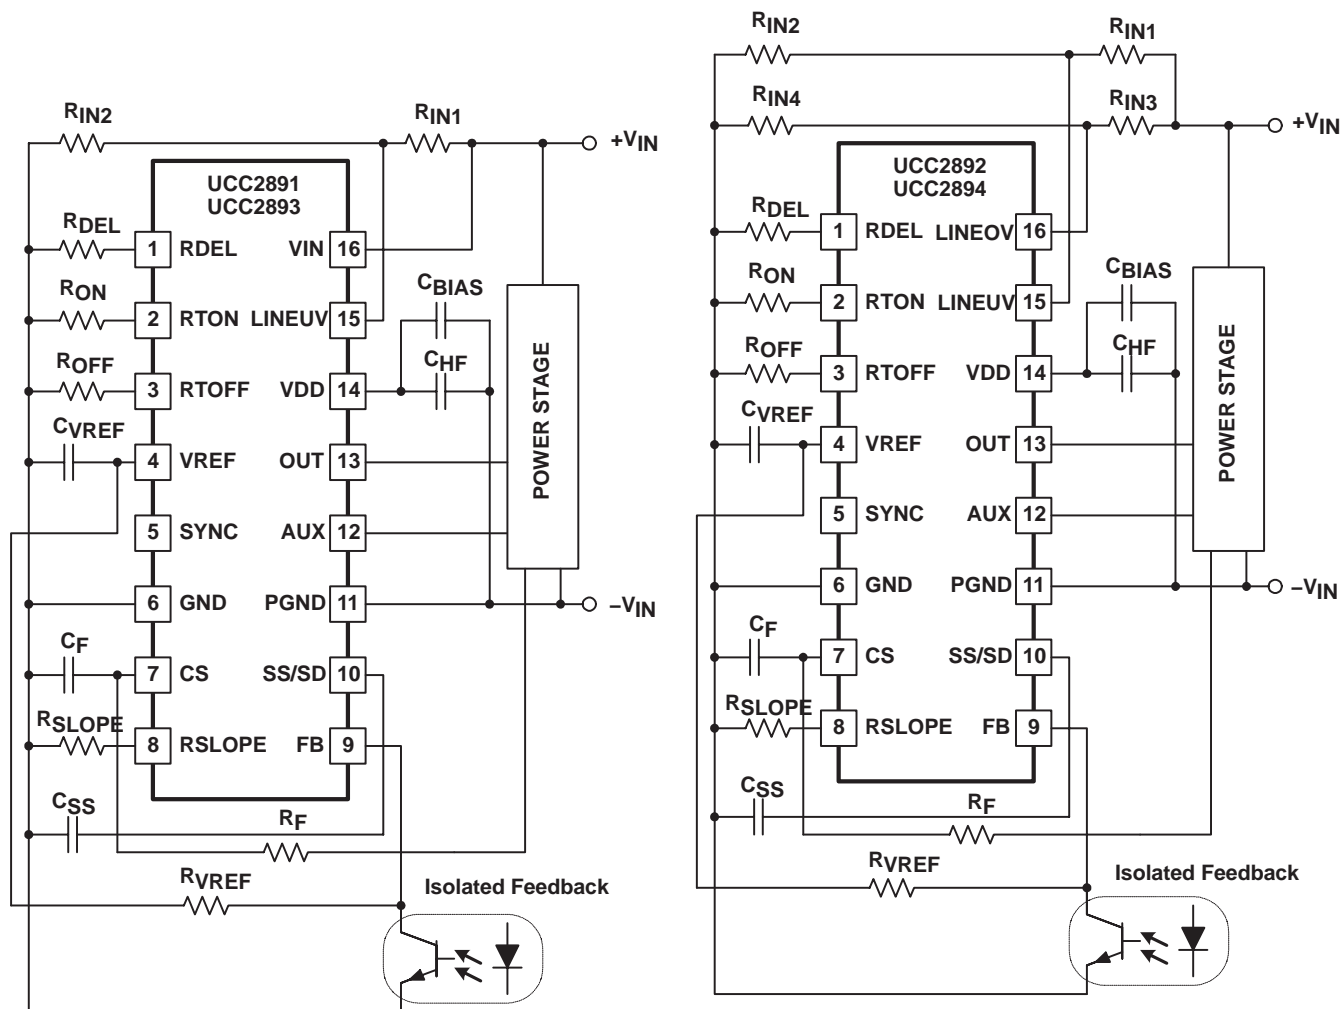 RIN2
RIN1
+VIN
UCC2891
UCC2893
RDEL
1
RDEL
VIN
16
RON
2
RTON
LINEUV
15
CBIAS
ROFF
3
RTOFF
VDD
14
CHF
CVREF
4
VREF
OUT
13
POWER STAGE
5
SYNC
AUX
12
6
GND
PGND
11
–VIN
CF
7
CS
SS/SD
10
RSLOPE
8
RSLOPE
FB
9
CSS
RF
RVREF
Isolated Feedback
RIN2
RIN1
RIN4
RIN3
+VIN
UCC2892
UCC2894
RDEL
1
RDEL
LINEOV
16
RON
2
RTON
LINEUV
15
CBIAS
ROFF
3
RTOFF
VDD
14
CHF
CVREF
4
VREF
OUT
13
POWER STAGE
5
SYNC
AUX
12
6
GND
PGND
11
–VIN
CF
7
CS
SS/SD
10
RSLOPE
8
RSLOPE
FB
9
CSS
RF
RVREF
Isolated Feedback